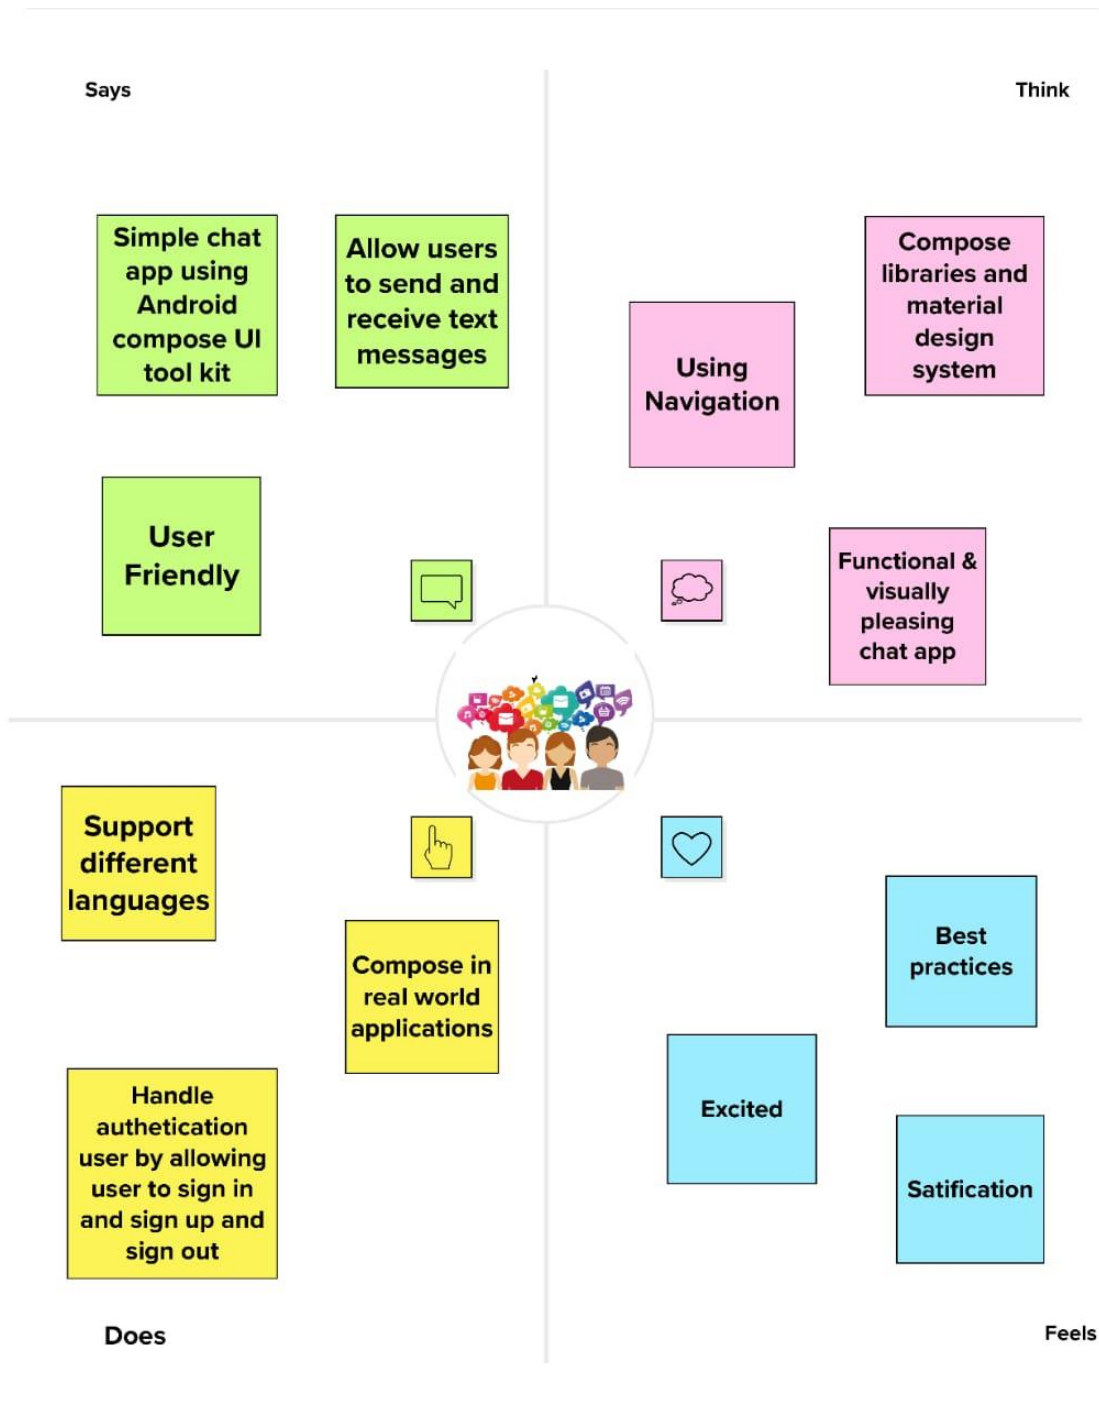 Says
Think
Simple chat
app using
Android
compose UI
tool kit
Allow users
to send and
receive text
messages
Using
Navigation
Compose
libraries and
material
design
system
User
Friendly
Functional &
visually
pleasing
chat app
Support
different
languages
Compose in
real world
applications
Handle
authetication
user by allowing
user to sign in
and sign up and
sign out
Best
practices
Excited
Satification
Does
Feels